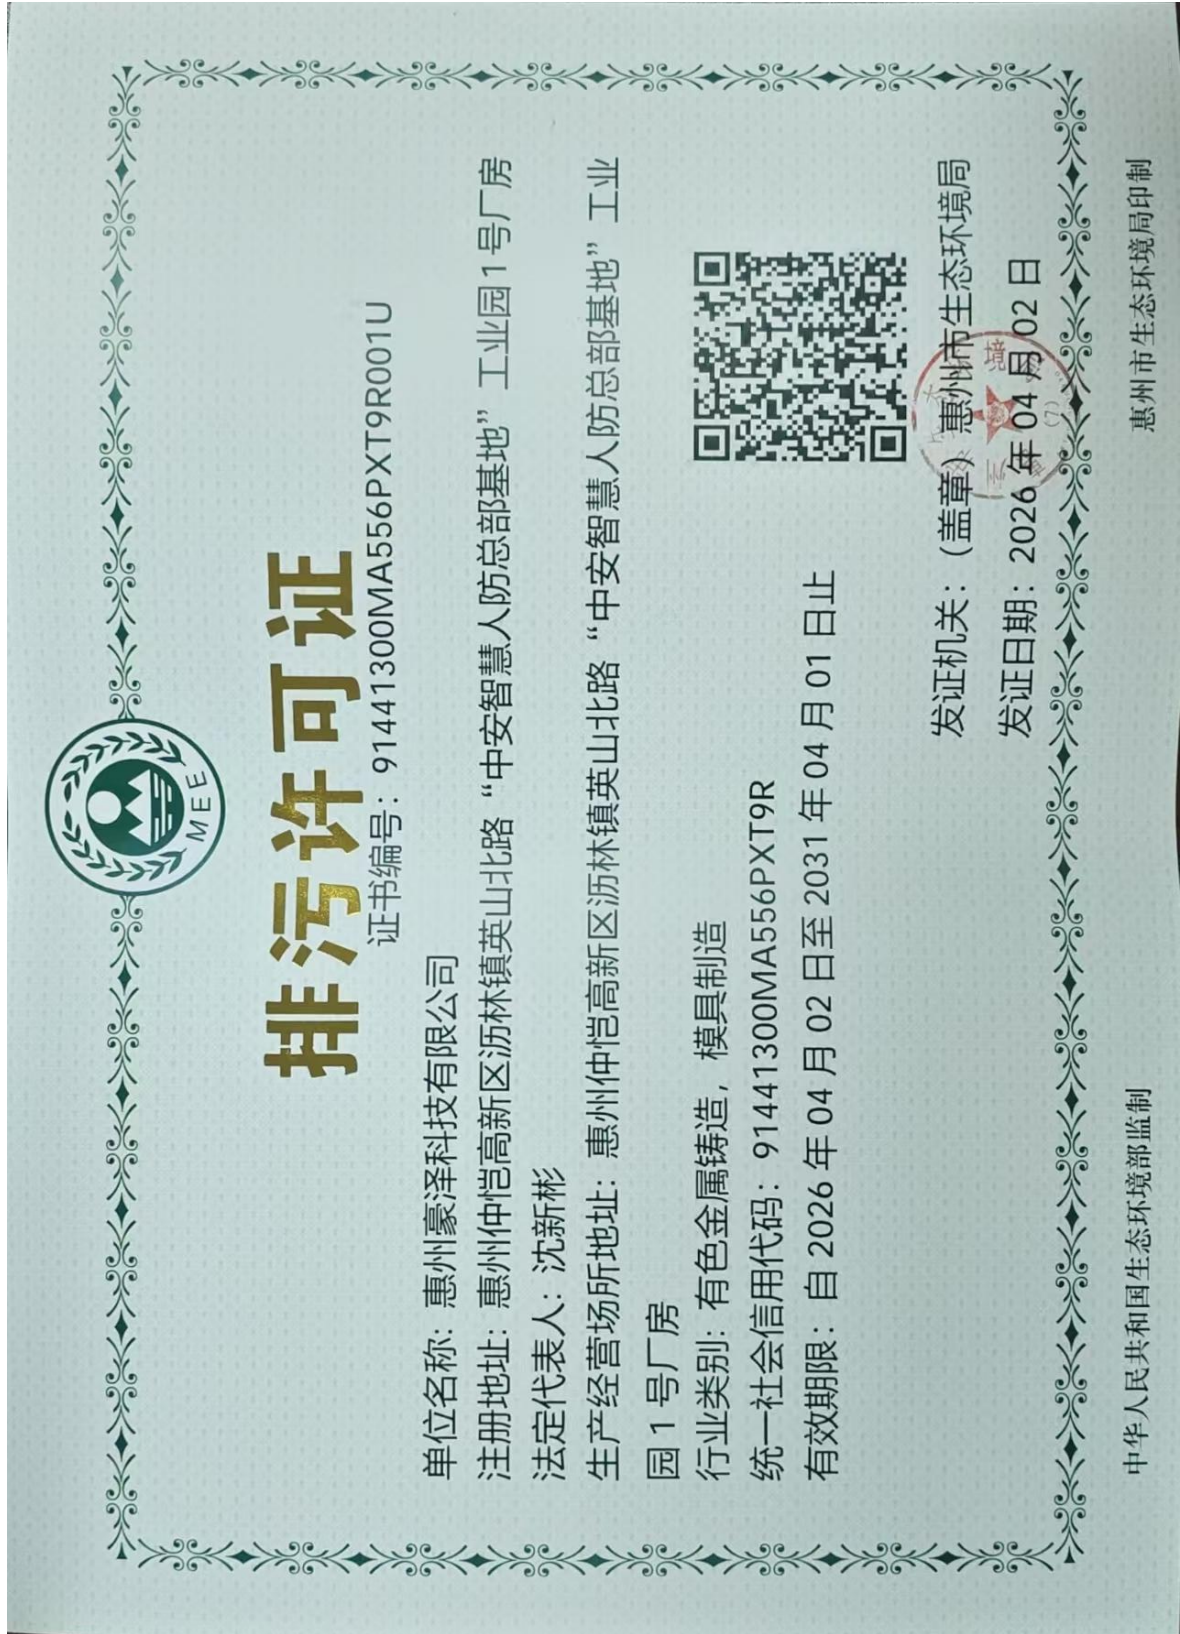 MEE
排污许可证
证书编号：91441300MA556PXT9R001U
单位名称：惠州豪泽科技有限公司
注册地址：惠州仲恺高新区沥林镇英山北路“中安智慧人防总部基地”工业园1号厂房
法定代表人：沈新彬
生产经营场所地址：惠州仲恺高新区沥林镇英山北路“中安智慧人防总部基地”工业
园1号厂房
行业类别：有色金属铸造，模具制造
统一社会信用代码：91441300MA556PXT9R
有效期限：自2026年04月02日至2031年04月01日止
发证机关：（盖章）惠州市生态环境局
发证日期：2026年04月02日
(7)
中华人民共和国生态环境部监制
惠州市生态环境局印制